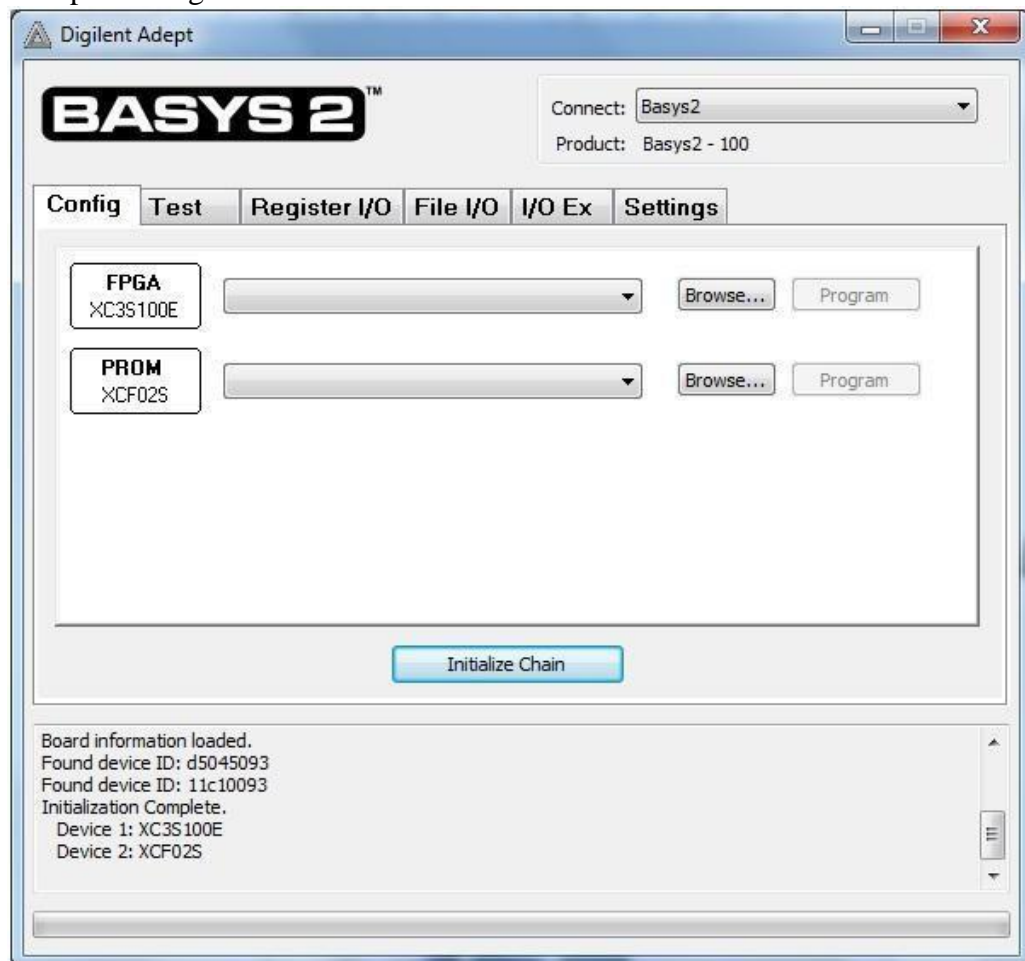 Digilent Adept
BASYS 2™
Connect: Basys2
Product: Basys2 - 100
Config Test Register I/O File I/O I/O Ex Settings
FPGA
XC3S100E
Browse... Program
PROM
XCF02S
Browse... Program
Initialize Chain
Board information loaded.
Found device ID: d5045093
Found device ID: 11c10093
Initialization Complete.
Device 1: XC3S100E
Device 2: XCF02S